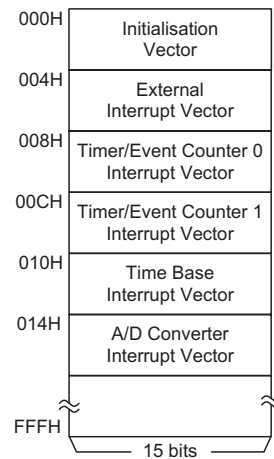 000H
Initialisation
Vector
004H
External
Interrupt Vector
008H
Timer/Event Counter 0
Interrupt Vector
00CH
Timer/Event Counter 1
Interrupt Vector
010H
Time Base
Interrupt Vector
014H
A/D Converter
Interrupt Vector
FFFH
15 bits